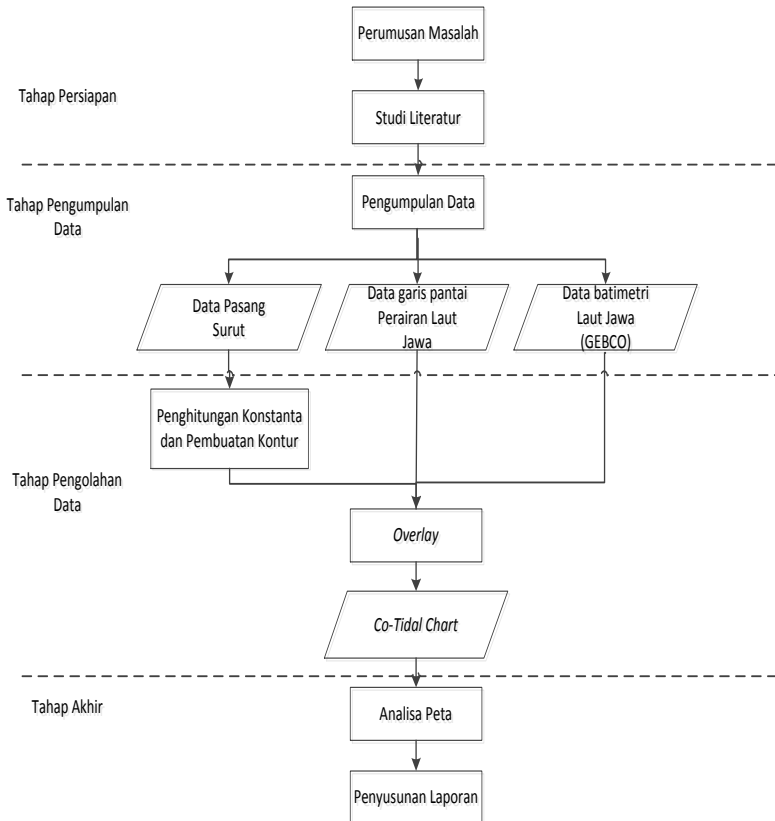 Perumusan Masalah
Tahap Persiapan
Studi Literatur
Tahap Pengumpulan
Data
Pengumpulan Data
Data Pasang
Surut
Data garis pantai
Perairan Laut
Jawa
Data batimetri
Laut Jawa
(GEBCO)
Penghitungan Konstanta
dan Pembuatan Kontur
Tahap Pengolahan
Data
Overlay
Co-Tidal Chart
Tahap Akhir
Analisa Peta
Penyusunan Laporan